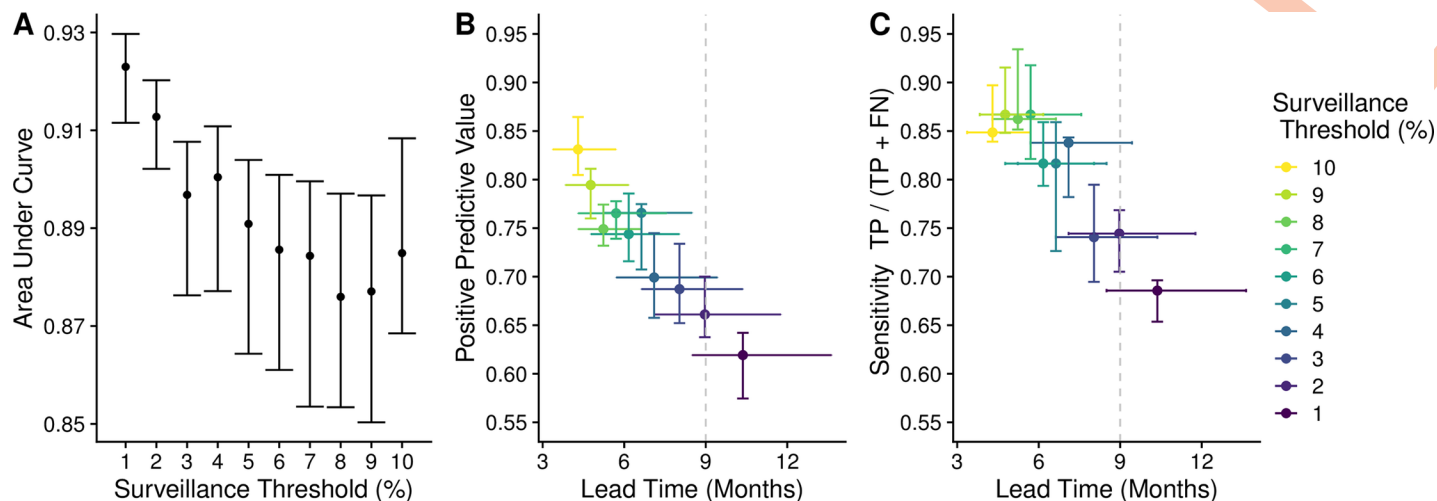 A
0.93
0.91
0.89
0.87
0.85
Area Under Curve
1 2 3 4 5 6 7 8 9 10
Surveillance Threshold (%)
B
0.95
0.90
0.85
0.80
0.75
0.70
0.65
0.60
0.55
Positive Predictive Value
3 6 9 12
Lead Time (Months)
C
0.95
0.90
0.85
0.80
0.75
0.70
0.65
0.60
0.55
Sensitivity TP / (TP + FN)
3 6 9 12
Lead Time (Months)
Surveillance
Threshold (%)
10
9
8
7
6
5
4
3
2
1